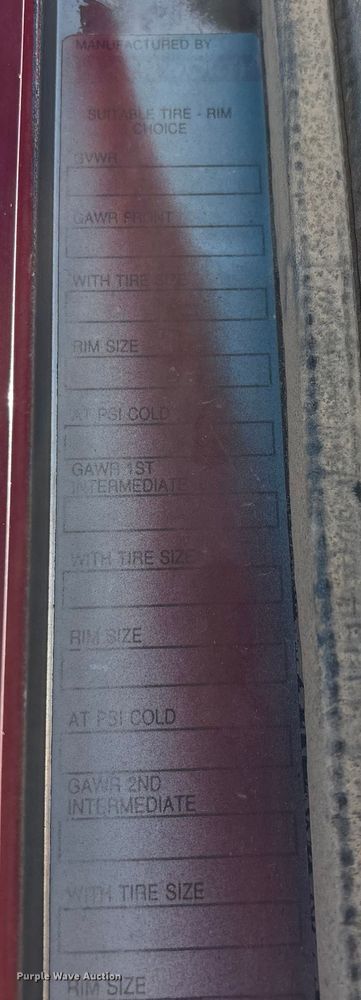 MANUFACTURED BY
SUITABLE TIRE - RIM
CHOICE
GVWR
GAWR FRONT
WITH TIRE SIZE
RIM SIZE
AT PSI COLD
GAWR 1ST
INTERMEDIATE
WITH TIRE SIZE
RIM SIZE
AT PSI COLD
GAWR 2ND
INTERMEDIATE
WITH TIRE SIZE
Purple Wave Auction
RIM SIZE